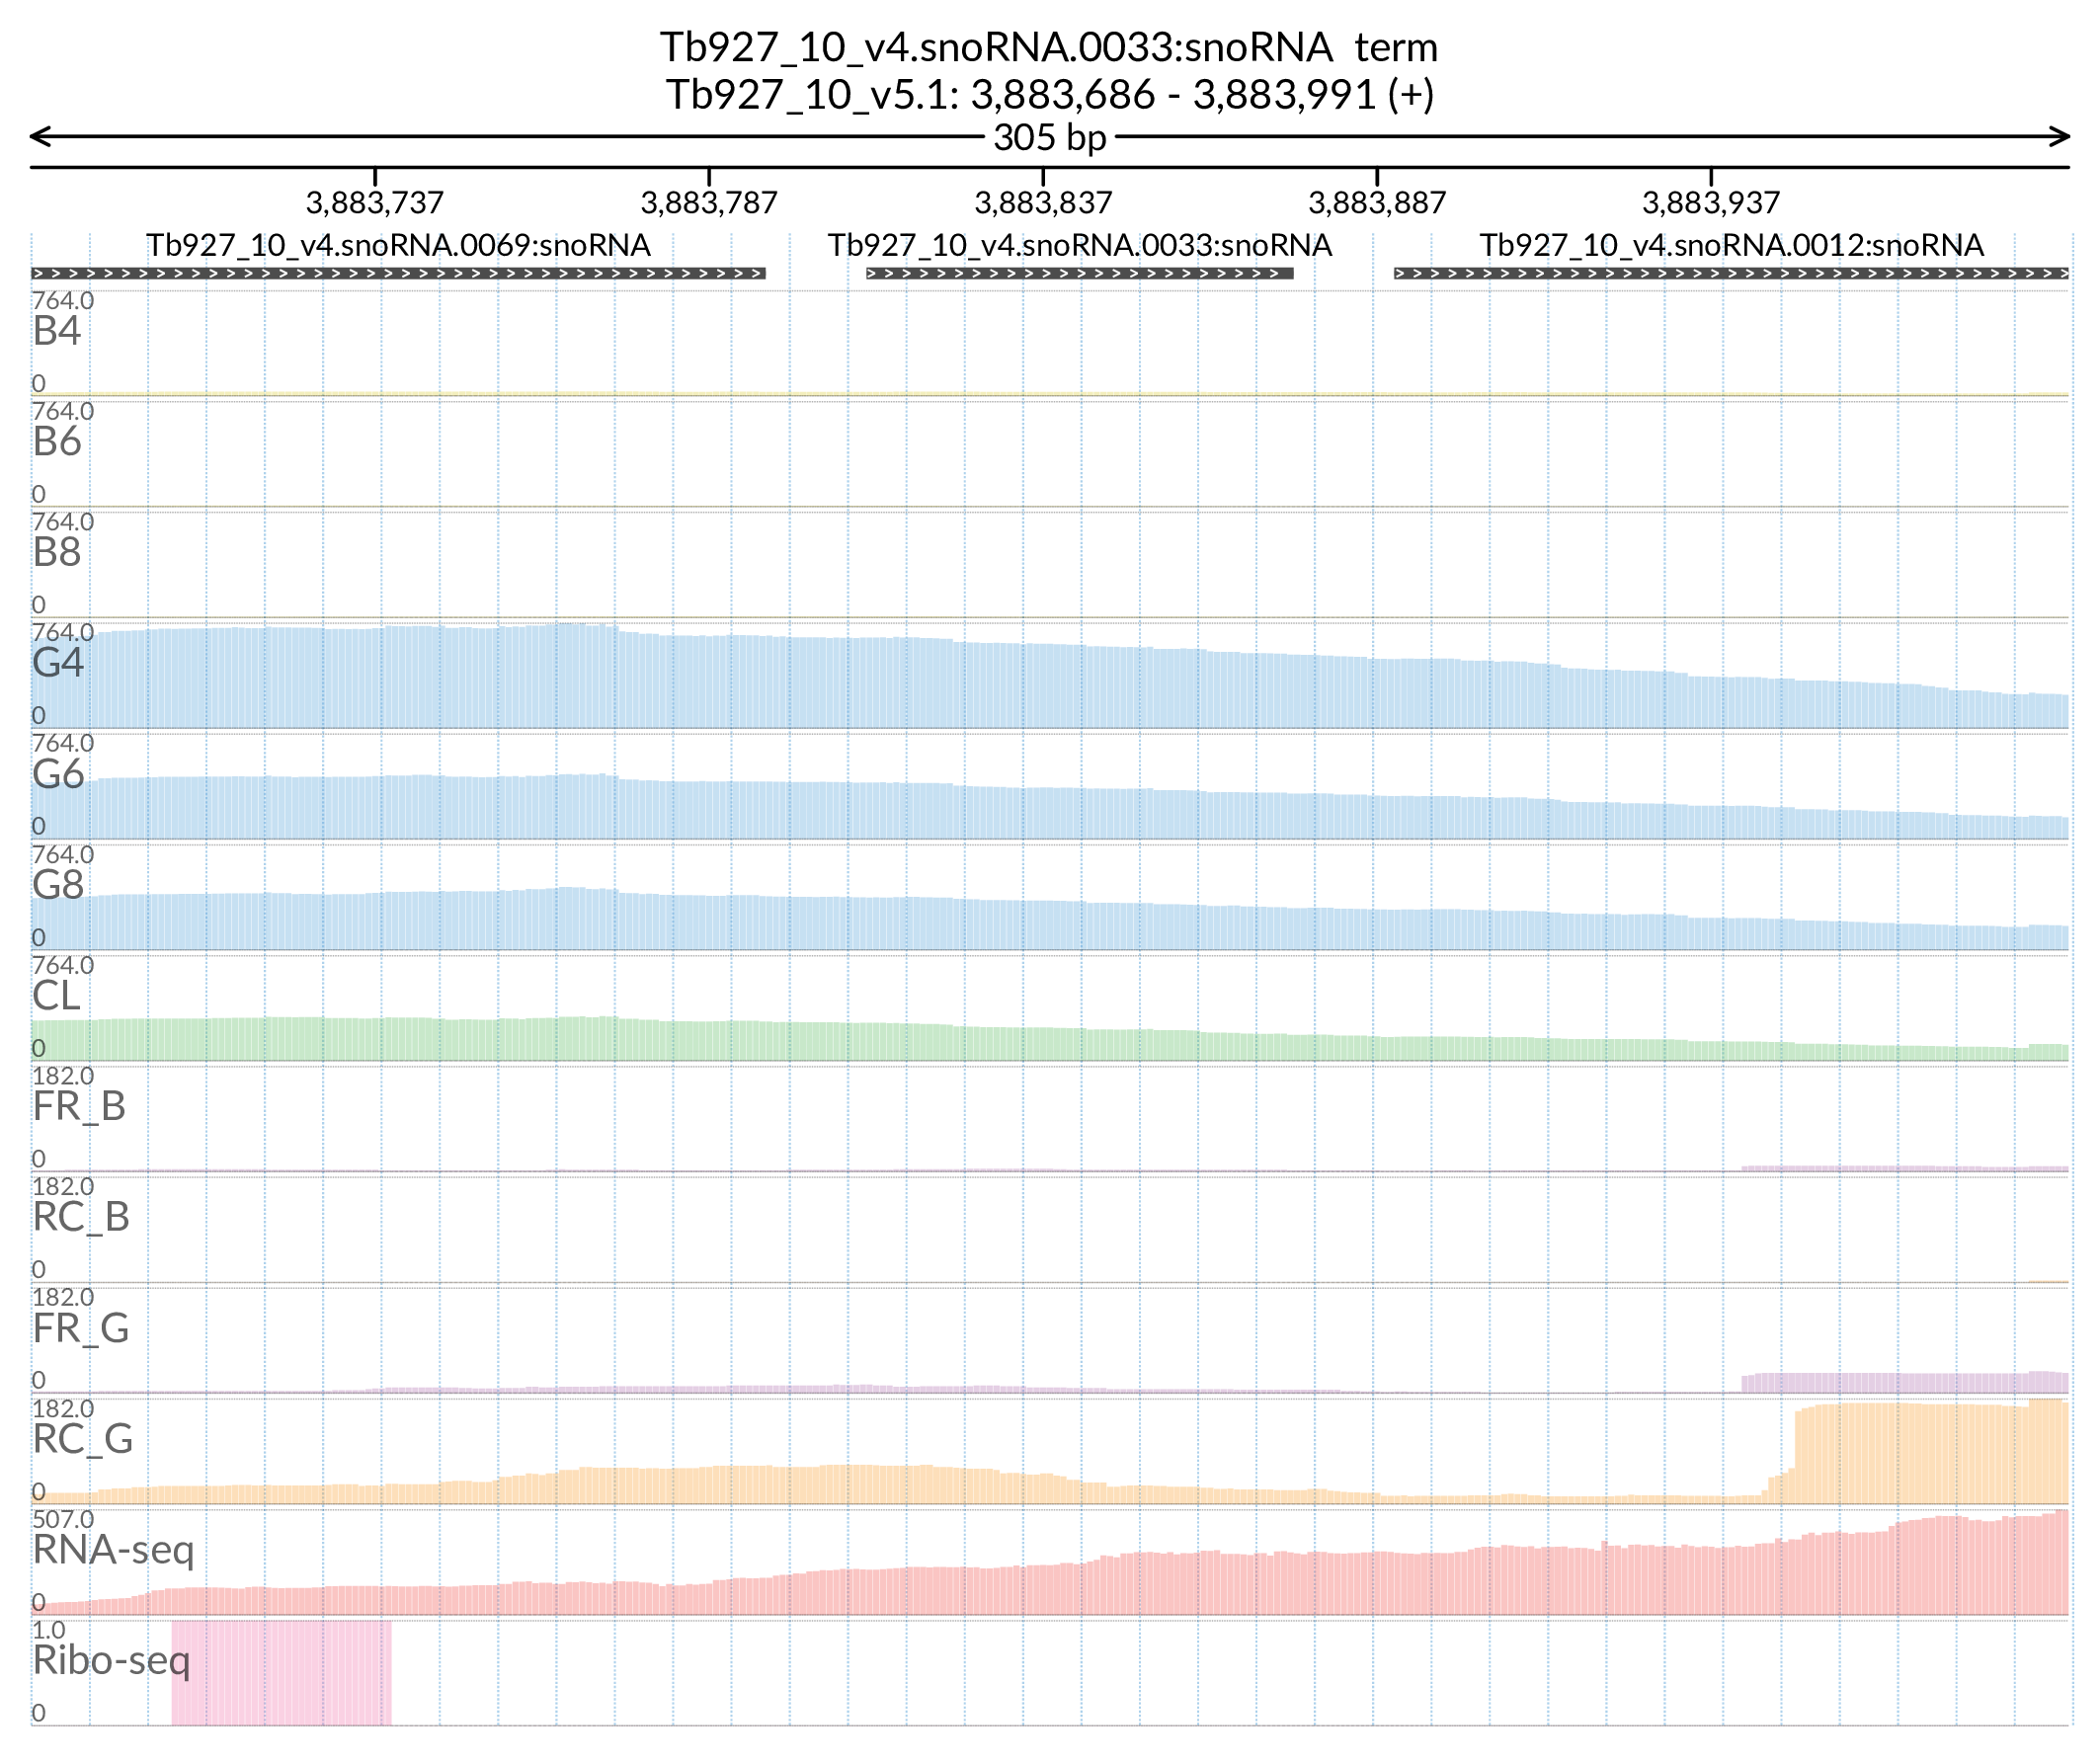 Tb927_10_v4.snoRNA.0033:snoRNA term
Tb927_10_v5.1: 3,883,686 - 3,883,991 (+)
305 bp
3,883,737 3,883,787 3,883,837 3,883,887 3,883,937
Tb927_10_v4.snoRNA.0069:snoRNA Tb927_10_v4.snoRNA.0033:snoRNA Tb927_10_v4.snoRNA.0012:snoRNA
764.0
B4
0
764.0
B6
0
764.0
B8
0
764.0
G4
0
764.0
G6
0
764.0
G8
0
764.0
CL
0
182.0
FR_B
0
182.0
RC_B
0
182.0
FR_G
0
182.0
RC_G
0
507.0
RNA-seq
0
1.0
Ribo-seq
0